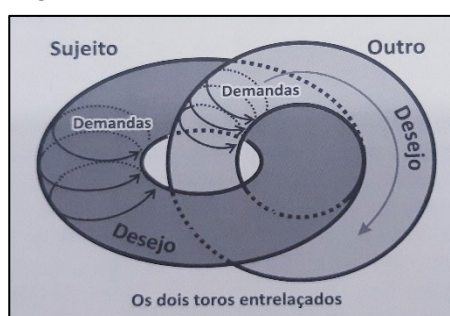 Sujeito
Outro
Demandas
Demandas
Desejo
Desejo
Os dois toros entrelaçados